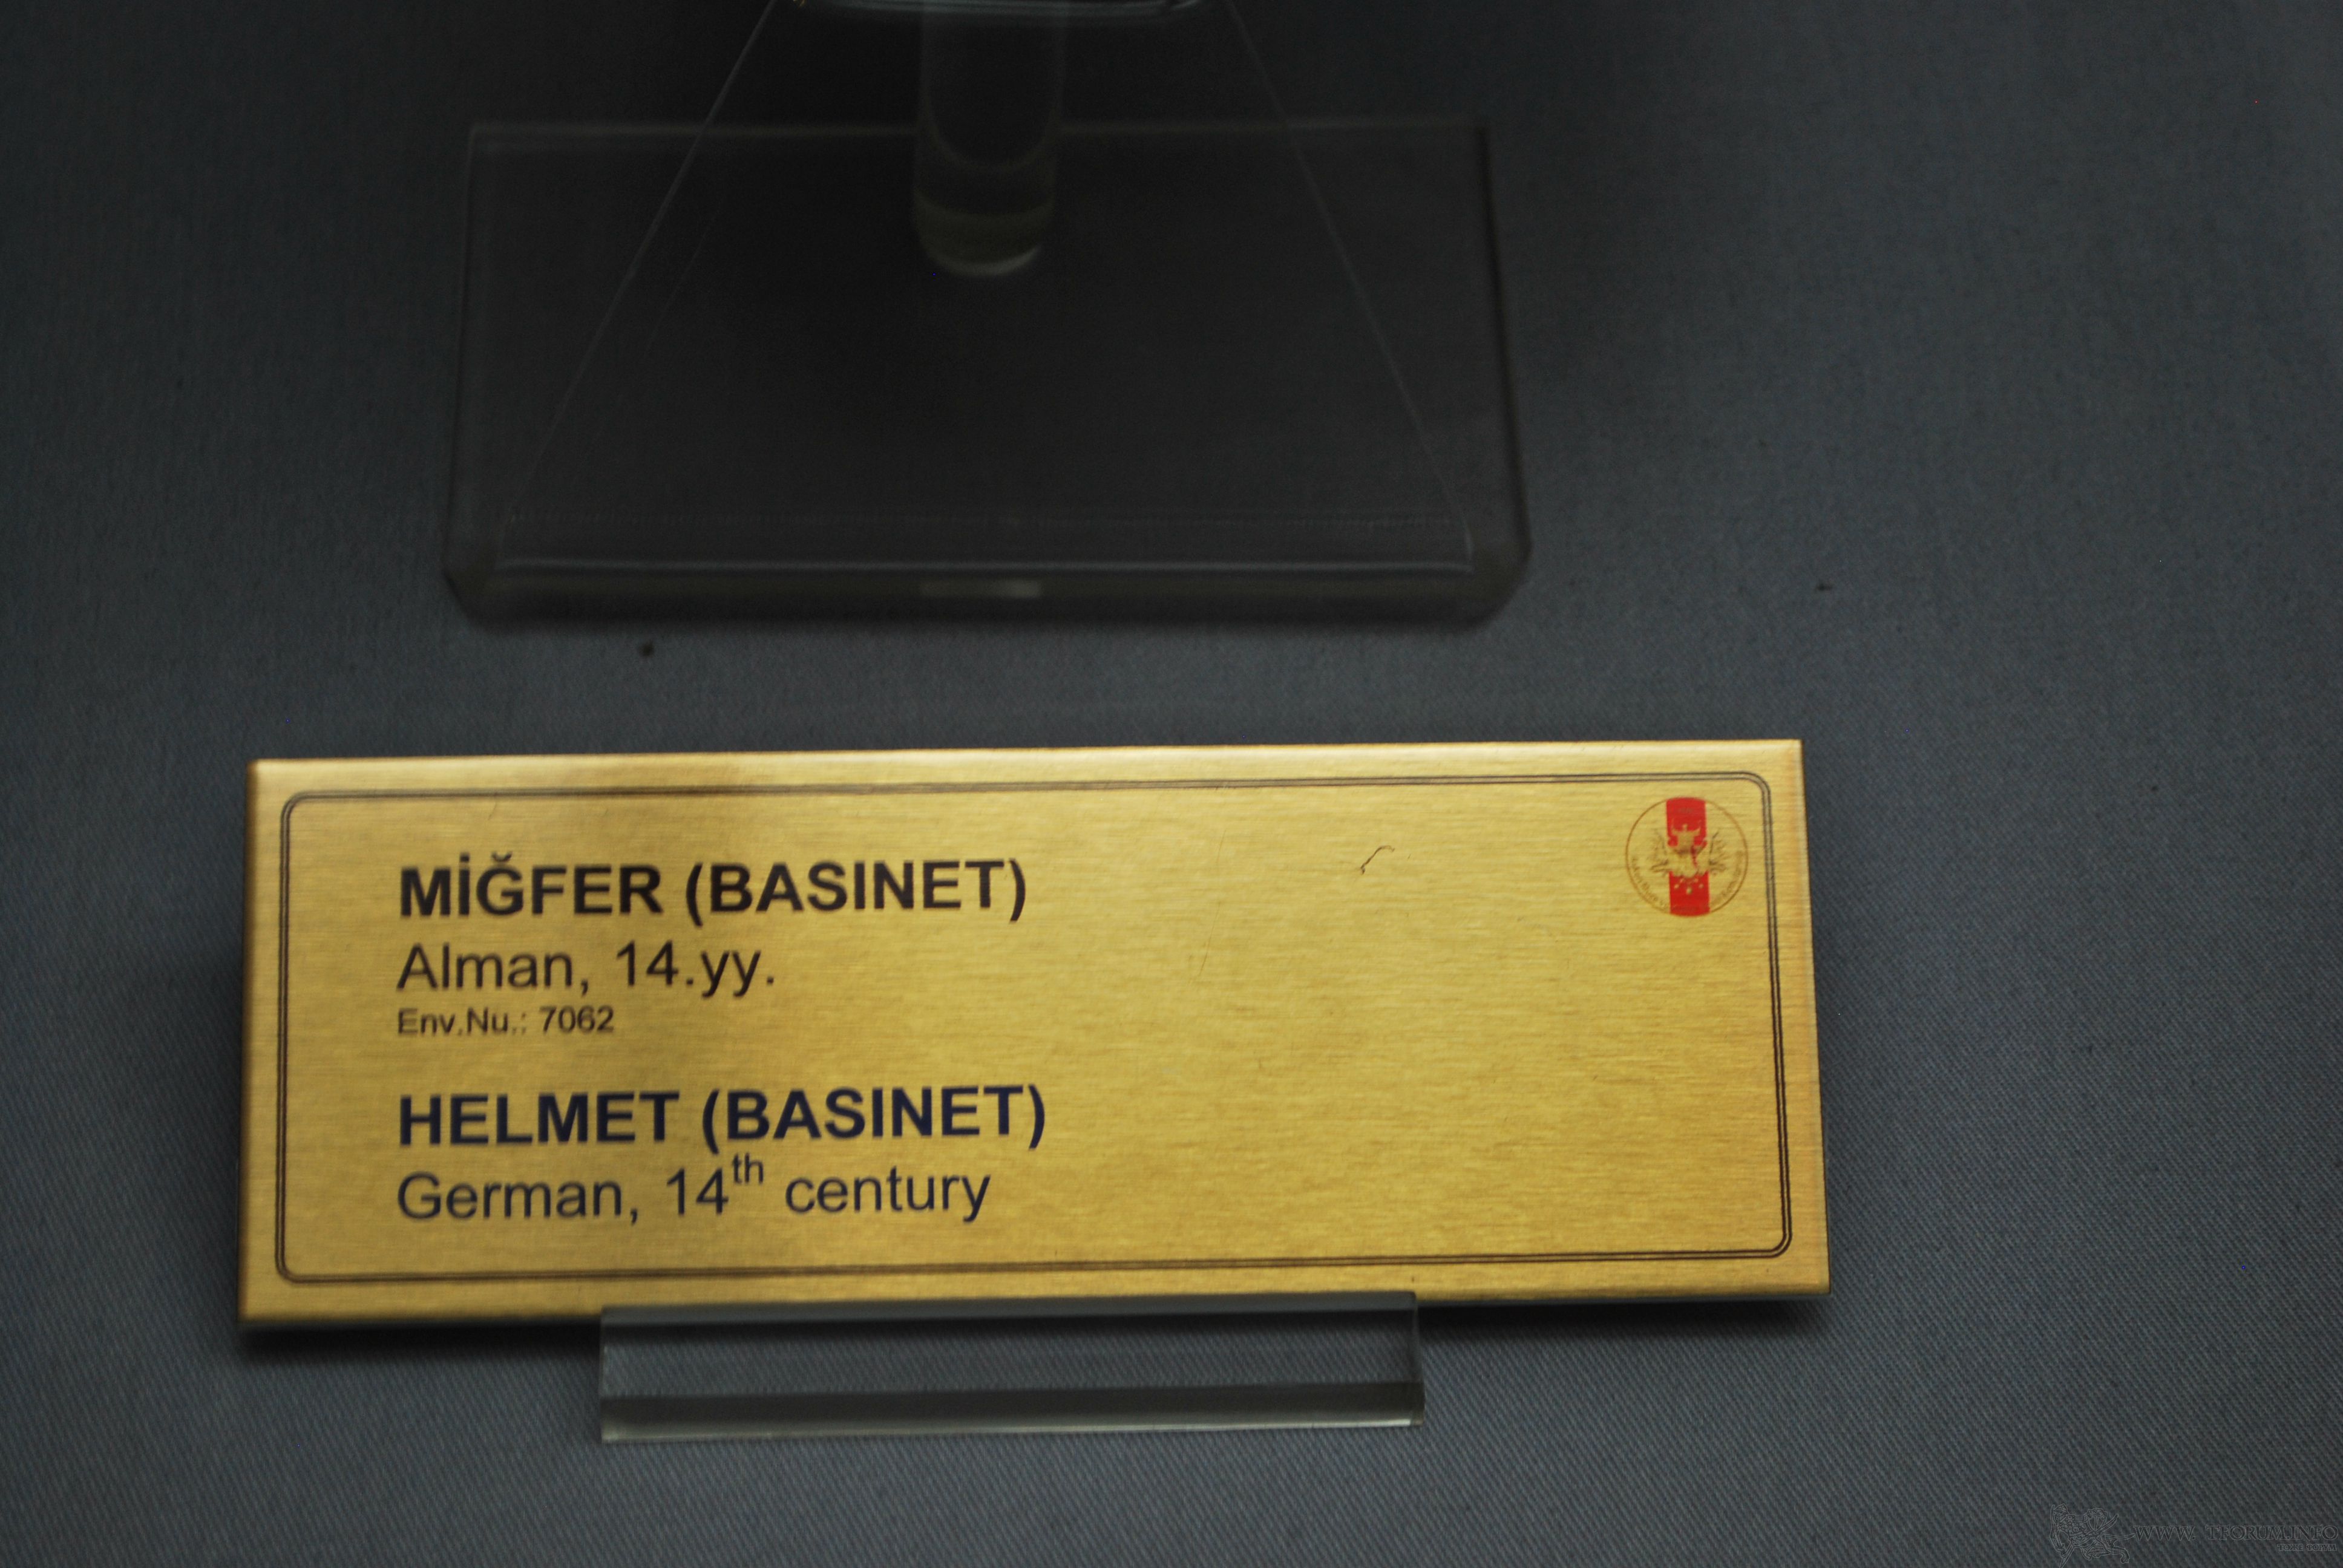 MİĞFER (BASINET)
Alman, 14.yy.
Env.Nu.: 7062
HELMET (BASINET)
German, 14th century